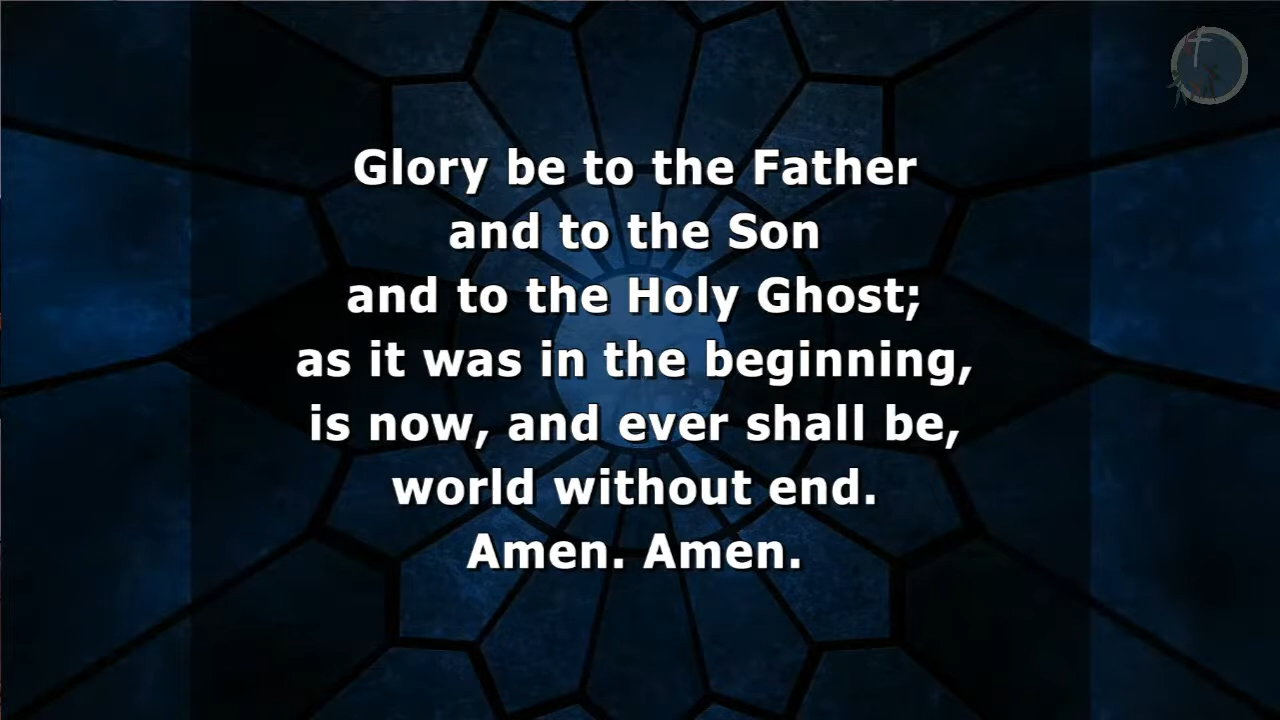 Glory be to the Father
and to the Son
and to the Holy Ghost;
as it was in the beginning,
is now, and ever shall be,
world without end.
Amen. Amen.